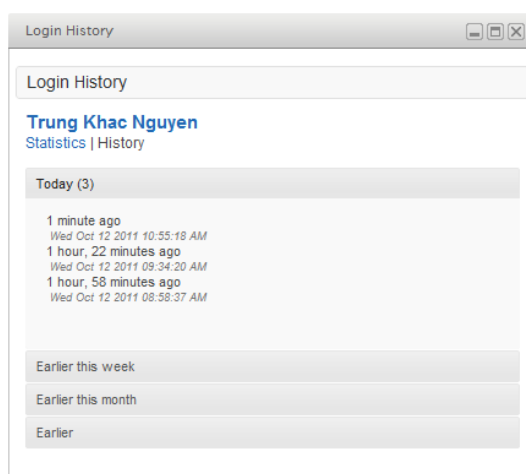 Login History
Login History
Trung Khac Nguyen
Statistics | History
Today (3)
1 minute ago
Wed Oct 12 2011 10:55:18 AM
1 hour, 22 minutes ago
Wed Oct 12 2011 09:34:20 AM
1 hour, 58 minutes ago
Wed Oct 12 2011 08:58:37 AM
Earlier this week
Earlier this month
Earlier